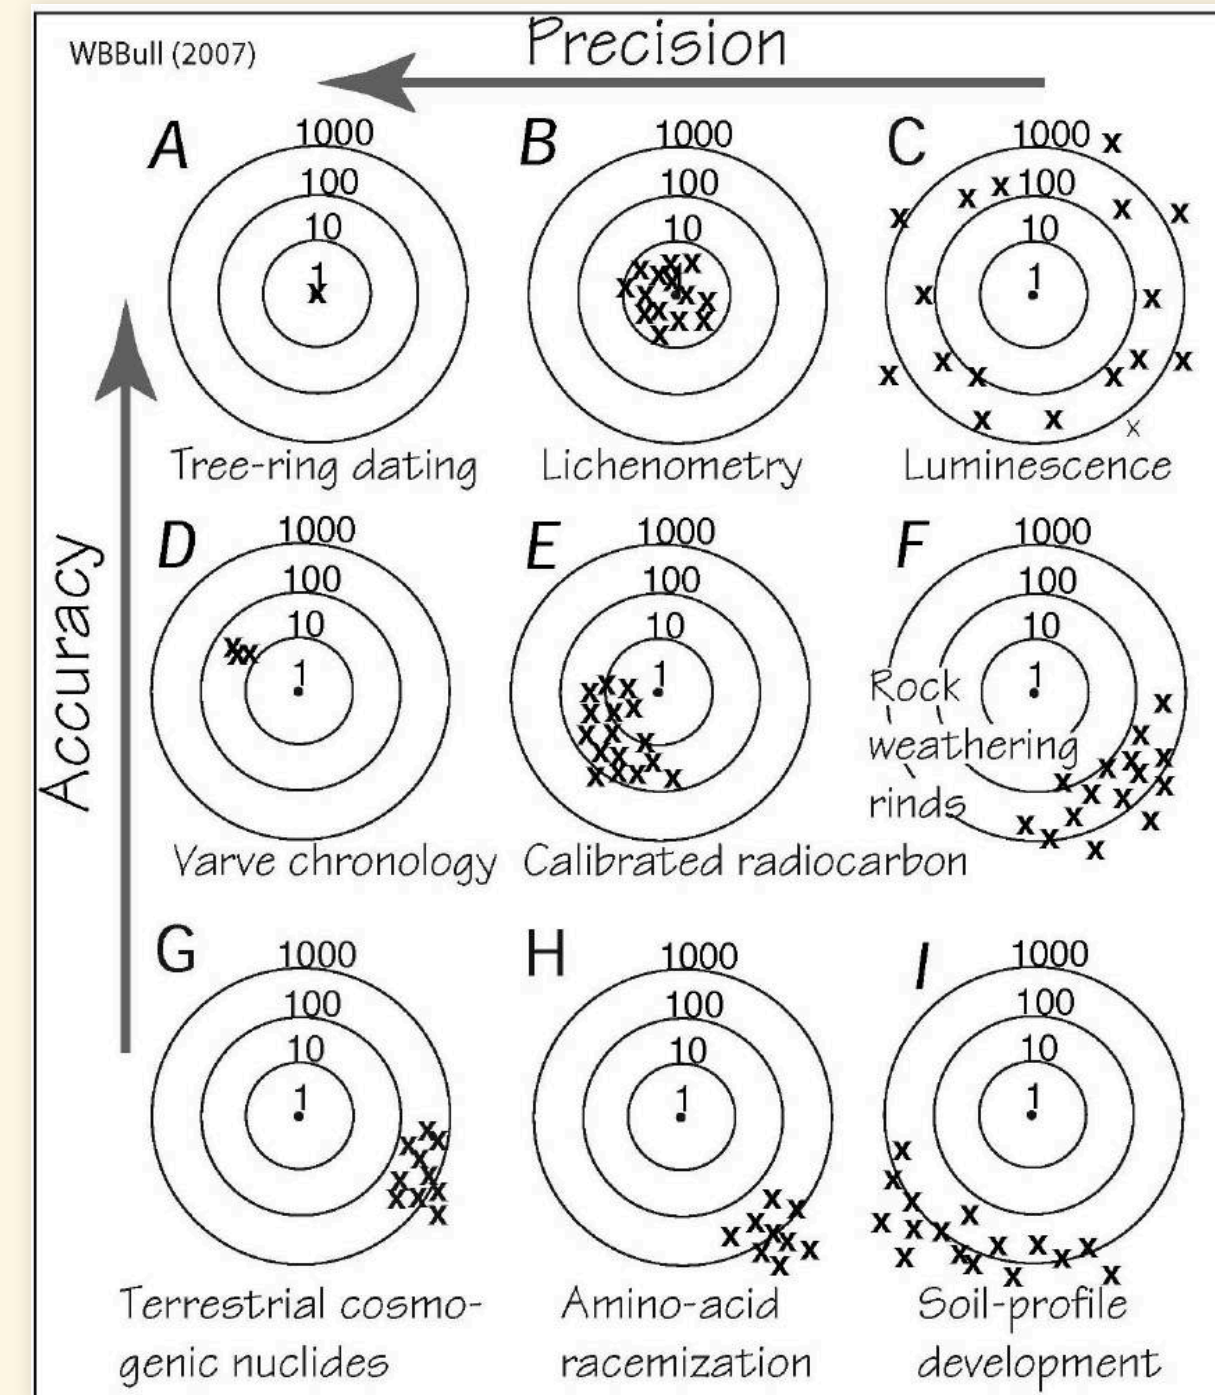 WBBull (2007)
Precision
A
1000
100
10
1
Tree-ring dating
B
1000
100
10
1
Lichenometry
C
1000
100
10
1
Luminescence
Accuracy
D
1000
100
10
1
Varve chronology
E
1000
100
10
1
Calibrated radiocarbon
F
1000
100
10
1
Rock
weathering
rinds
G
1000
100
10
1
Terrestrial cosmo-
genic nuclides
H
1000
100
10
1
Amino-acid
racemization
I
1000
100
10
1
Soil-profile
development